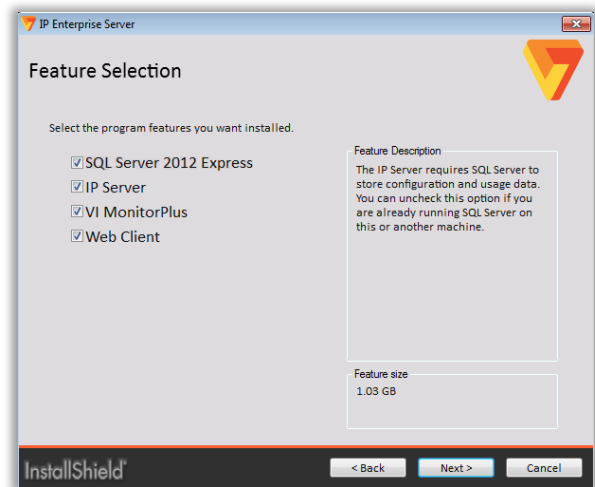 IP Enterprise Server
Feature Selection
Select the program features you want installed.
SQL Server 2012 Express
IP Server
VI MonitorPlus
Web Client
Feature Description
The IP Server requires SQL Server to
store configuration and usage data.
You can uncheck this option if you
are already running SQL Server on
this or another machine.
Feature size
1.03 GB
InstallShield®
< Back
Next >
Cancel